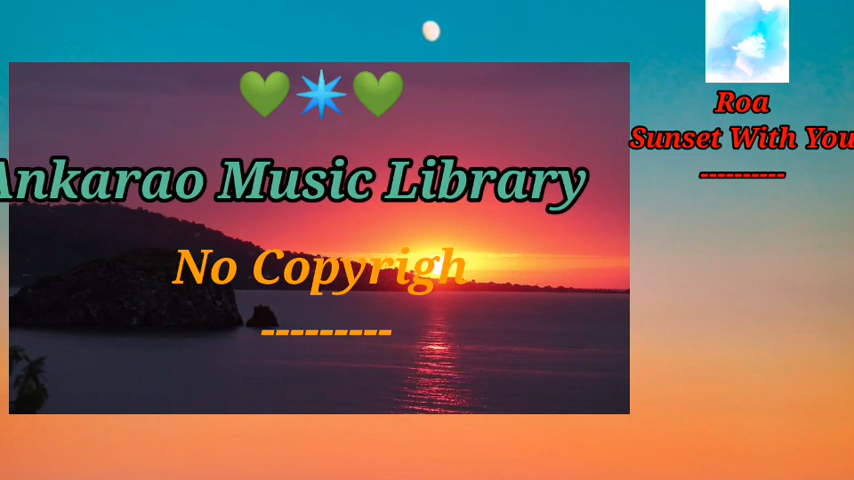 💚✴💚
Ankarao Music Library
No Copyrigh
---------
Roa
Sunset With You
----------